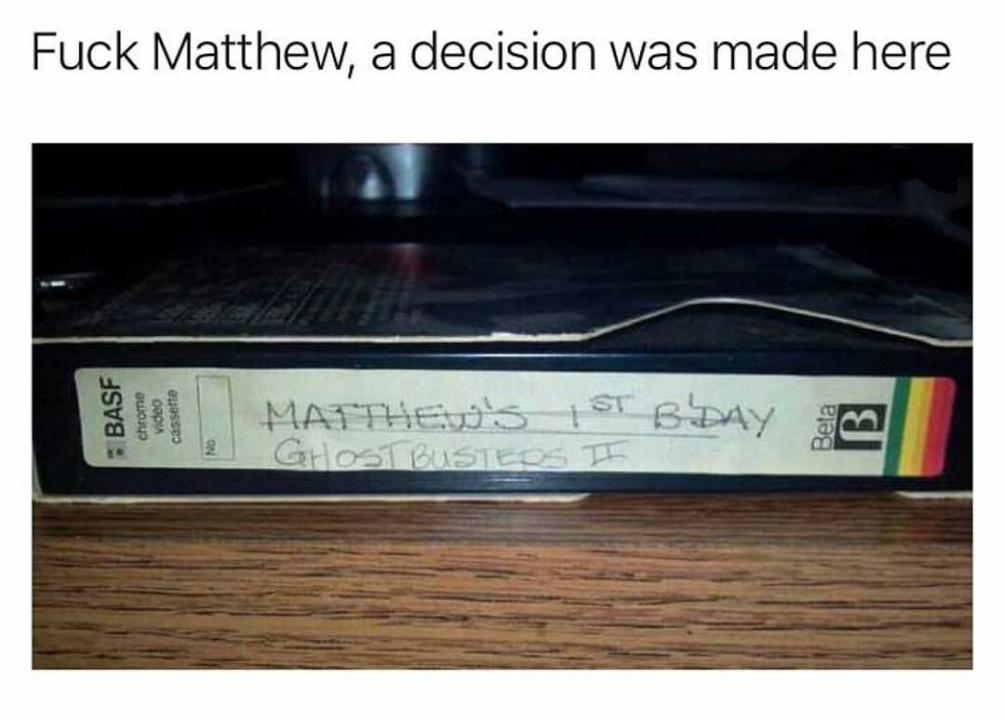 Fuck Matthew, a decision was made here
BASF
chrome
video
cassette
No.
MATTHEW'S 1ST B'DAY
GHOSTBUSTERS II
Beta
B